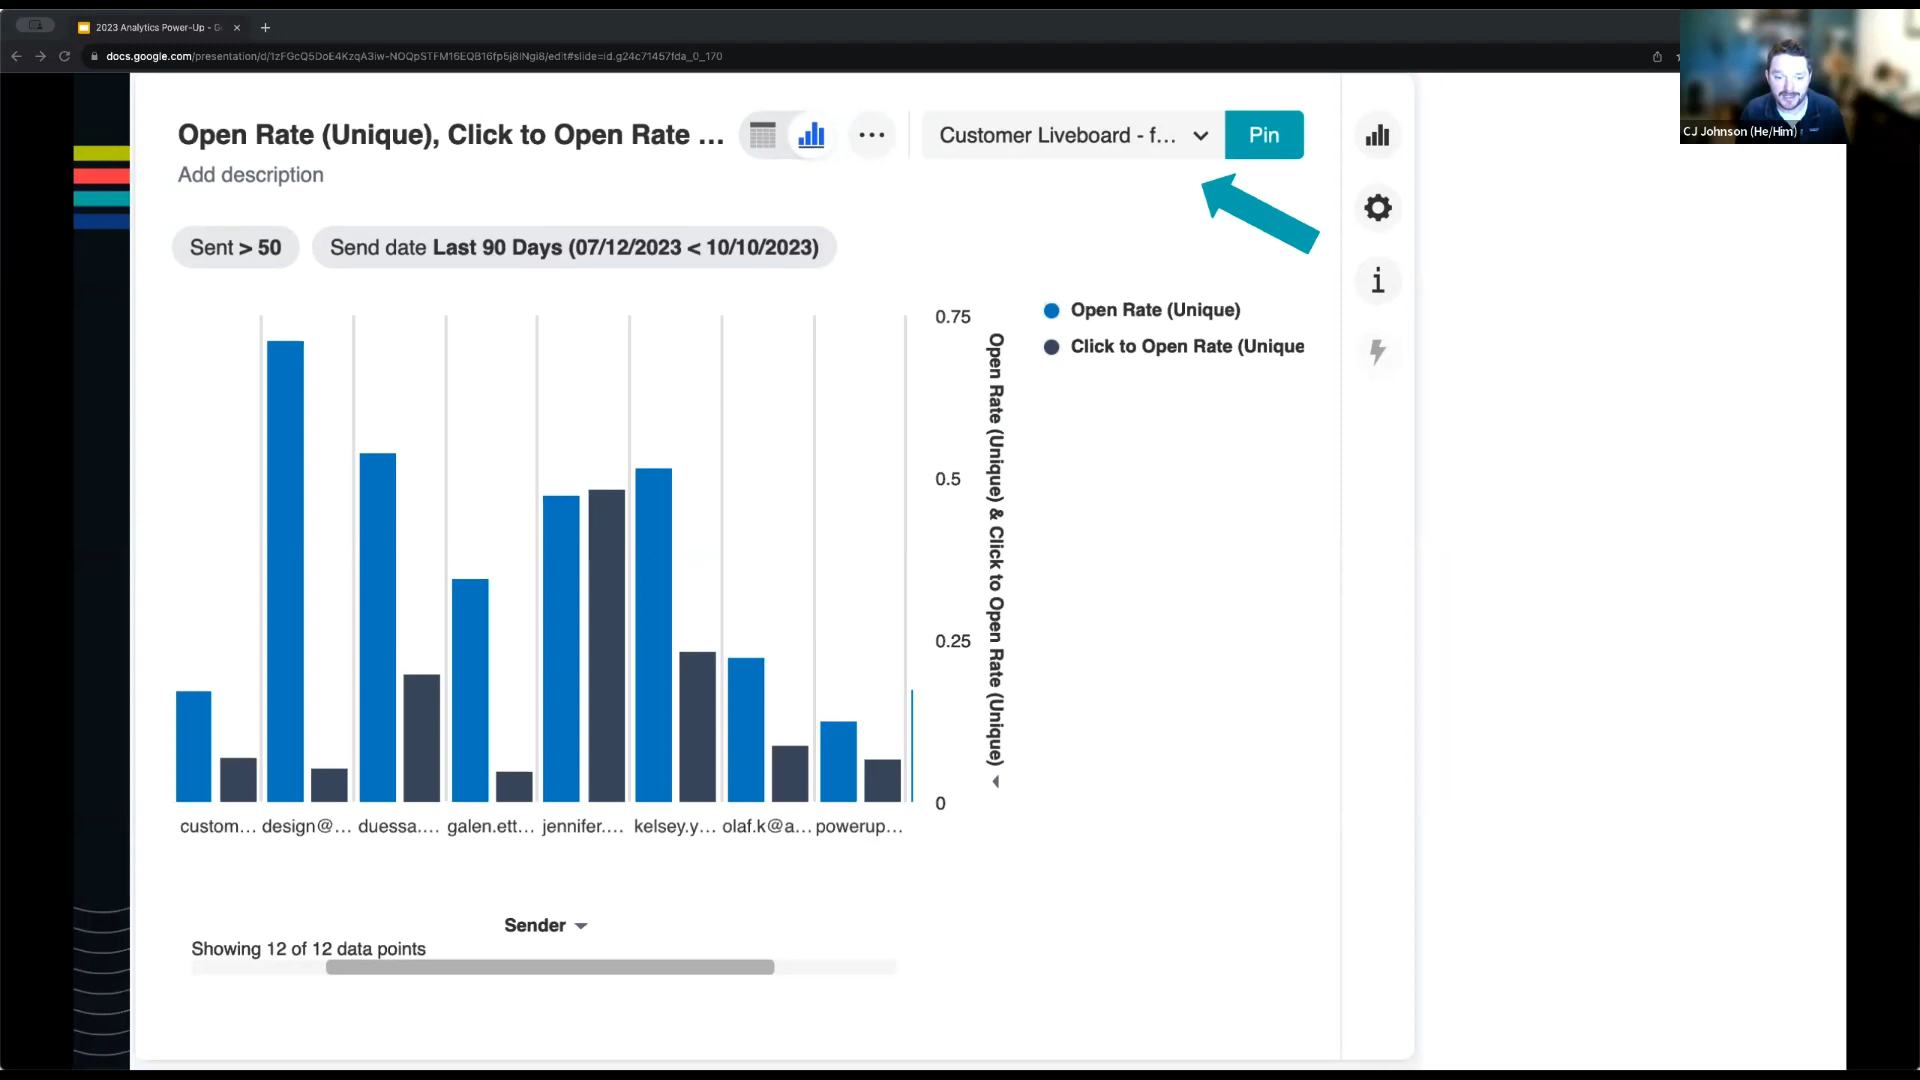 2023 Analytics Power-Up - G
docs.google.com/presentation/d/1zFGcQ5DoE4KzqA3iw-NOQpSTFM16EQB16fp5j8lNgi8/edit#slide=id.g24c71457fda_0_170
CJ Johnson (He/Him)
Open Rate (Unique), Click to Open Rate ...
Customer Liveboard - f...
Pin
Add description
Sent > 50
Send date Last 90 Days (07/12/2023 < 10/10/2023)
Open Rate (Unique)
Click to Open Rate (Unique
0.75
0.5
0.25
0
Open Rate (Unique) & Click to Open Rate (Unique)
custom... design@... duessa.... galen.ett... jennifer.... kelsey.y... olaf.k@a... powerup...
Sender
Showing 12 of 12 data points